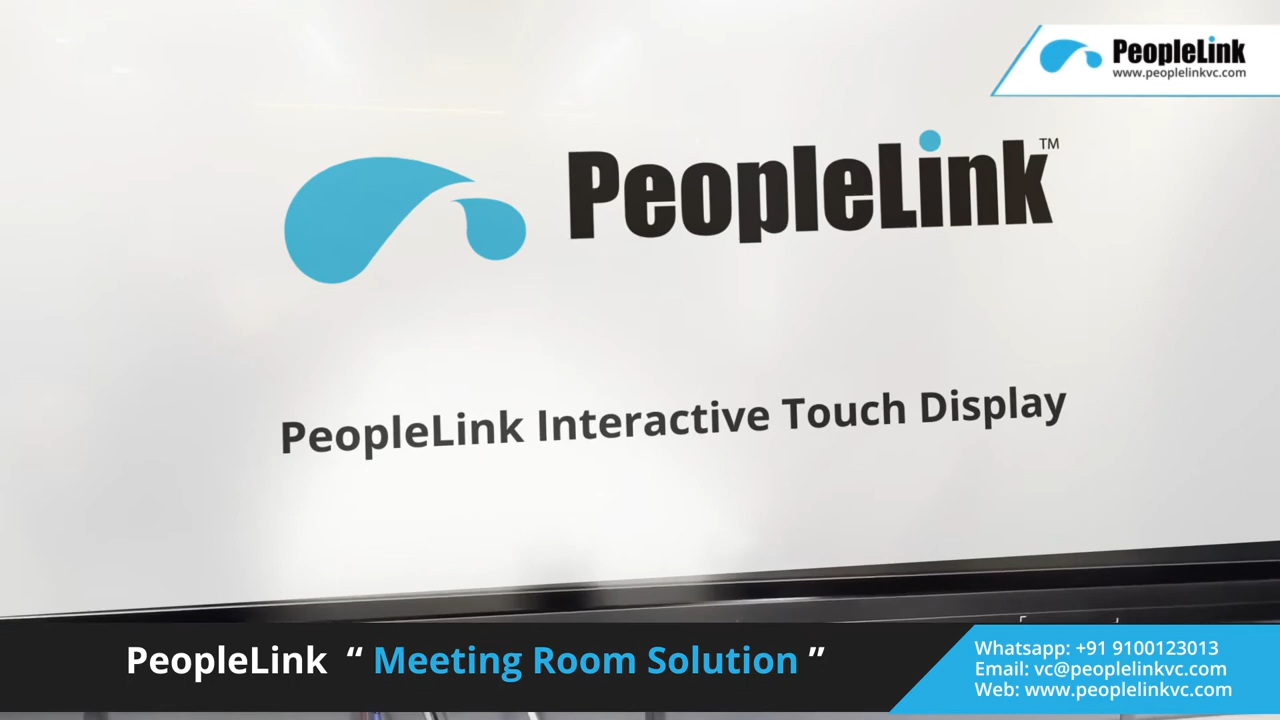 PeopleLink
www.peoplelinkvc.com
PeopleLink™
PeopleLink Interactive Touch Display
PeopleLink “ Meeting Room Solution ”
Whatsapp: +91 9100123013
Email: vc@peoplelinkvc.com
Web: www.peoplelinkvc.com